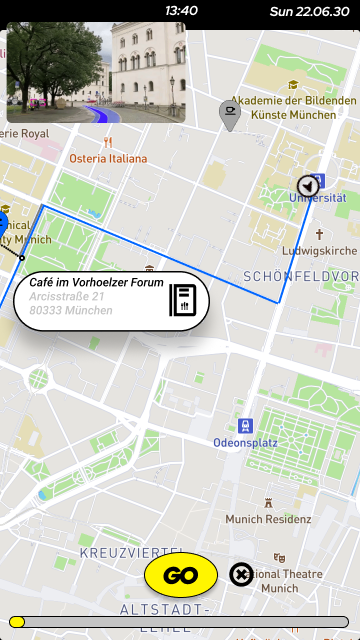 13:40
Sun 22.06.30
Akademie der Bildenden
Künste München
erie Royal
Osteria Italiana
Universität
nical
ty Munich
Ludwigskirche
SCHÖNFELDVOR
Café im Vorhoelzer Forum
Arcisstraße 21
80333 München
Odeonsplatz
Munich Residenz
KREUZVIERTEL
GO
ional Theatre
Munich
ALTSTADT-
LEHEL